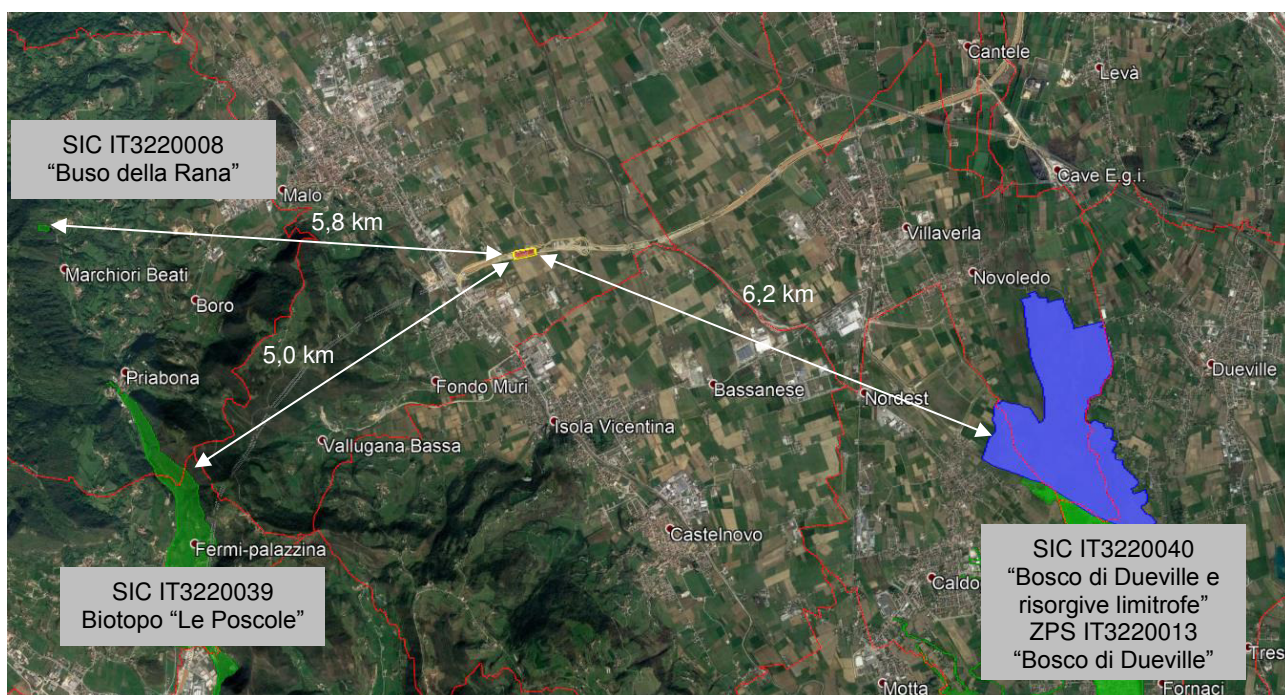 Cantele
Levà
SIC IT3220008
“Buso della Rana”
Malo
5,8 km
Cave E.g.i.
Villaverla
Marchiori Beati
Novoledo
Boro
6,2 km
5,0 km
Priabona
Fondo Muri
Bassanese
Nordest
Dueville
Isola Vicentina
Vallugana Bassa
Castelnovo
Fermi-palazzina
SIC IT3220039
Biotopo “Le Poscole”
SIC IT3220040
“Bosco di Dueville e
risorgive limitrofe”
ZPS IT3220013
“Bosco di Dueville”
Caldo
Tres
Motta
Fornaci